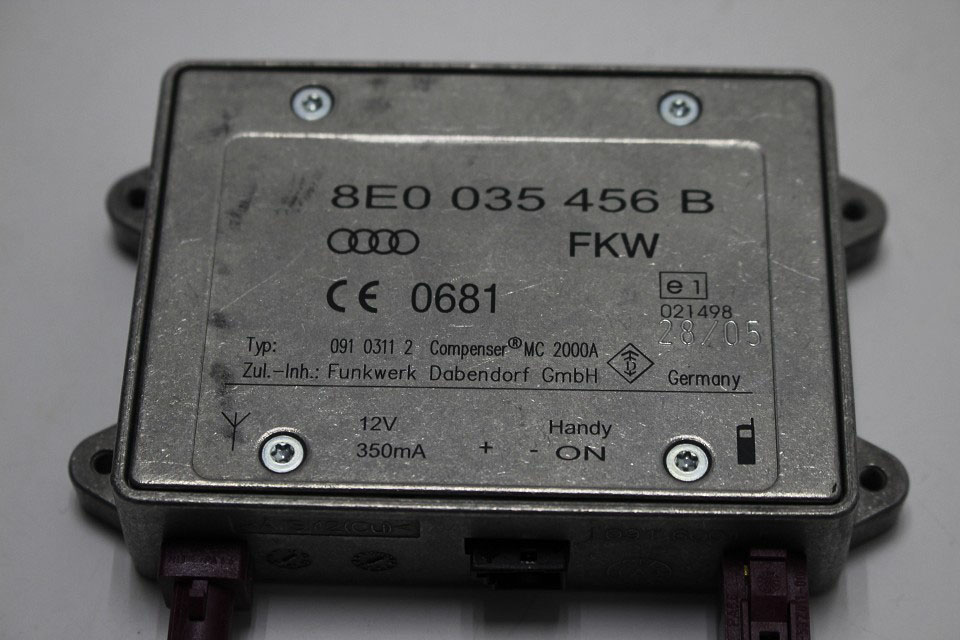 8E0 035 456 B
FKW
CE 0681
e1
021498
28/05
Typ: 091 0311 2 Compenser® MC 2000A
Zul.-Inh.: Funkwerk Dabendorf GmbH
Germany
12V
350mA
+ -
Handy
ON